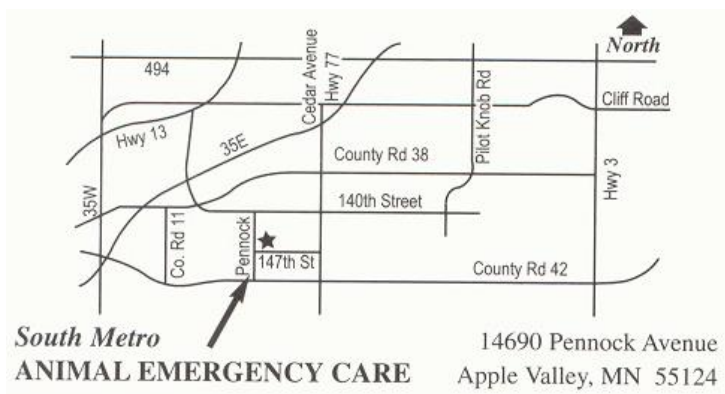 North
494
Cedar Avenue
Hwy 77
Pilot Knob Rd
Cliff Road
Hwy 13
35E
County Rd 38
Hwy 3
35W
140th Street
Co. Rd 11
Pennock
147th St
County Rd 42
South Metro
ANIMAL EMERGENCY CARE
14690 Pennock Avenue
Apple Valley, MN 55124